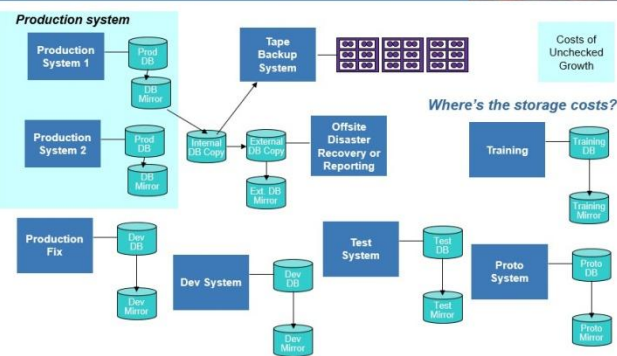 Production system
Production
System 1
Prod
DB
DB
Mirror
Tape
Backup
System
Costs of
Unchecked
Growth
Where's the storage costs?
Production
System 2
Prod
DB
DB
Mirror
Internal
DB Copy
External
DB Copy
Ext. DB
Mirror
Offsite
Disaster
Recovery or
Reporting
Training
Training
DB
Training
Mirror
Production
Fix
Dev
DB
Dev
Mirror
Dev System
Dev
DB
Dev
Mirror
Test
System
Test
DB
Test
Mirror
Proto
System
Proto
DB
Proto
Mirror